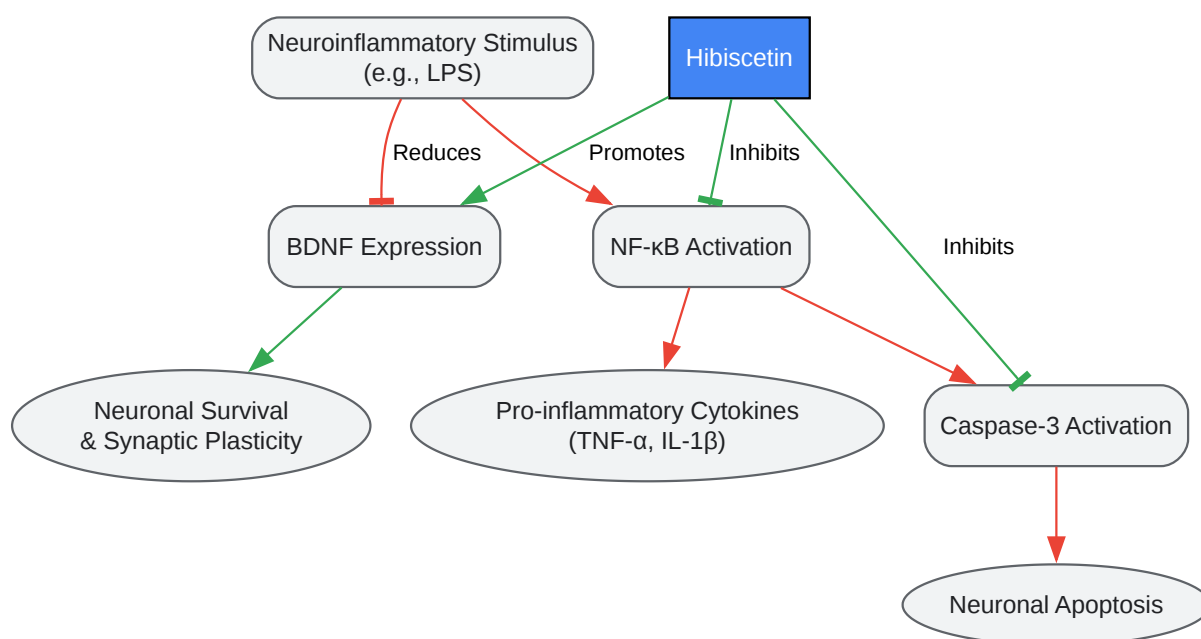 Neuroinflammatory Stimulus
(e.g., LPS)
Hibiscetin
Reduces
Promotes
Inhibits
BDNF Expression
NF-κB Activation
Inhibits
Neuronal Survival
& Synaptic Plasticity
Pro-inflammatory Cytokines
(TNF-α, IL-1β)
Caspase-3 Activation
Neuronal Apoptosis